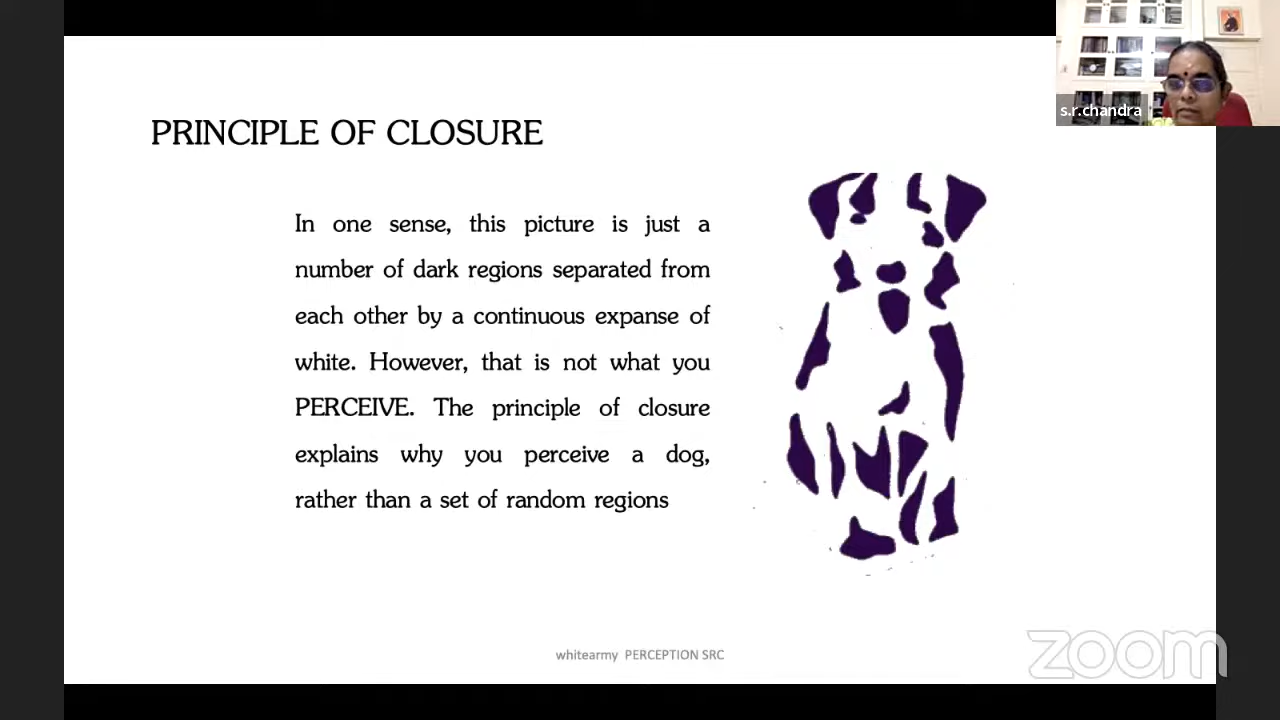 s.r.chandra
PRINCIPLE OF CLOSURE
In one sense, this picture is just a
number of dark regions separated from
each other by a continuous expanse of
white. However, that is not what you
PERCEIVE. The principle of closure
explains why you perceive a dog,
rather than a set of random regions
whitearmy PERCEPTION SRC
zoom